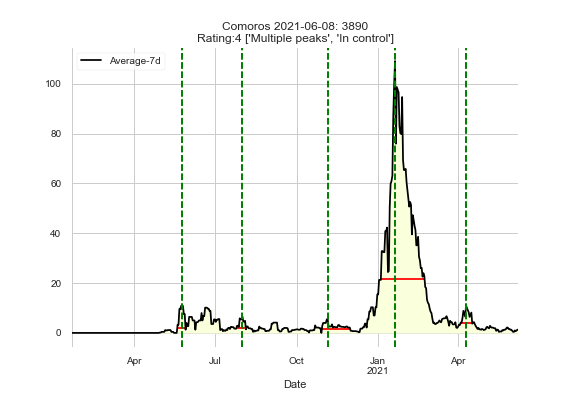 Comoros 2021-06-08: 3890
Rating:4 ['Multiple peaks', 'In control']
Average-7d
100
80
60
40
20
0
Apr
Jul
Oct
Jan
2021
Apr
Date